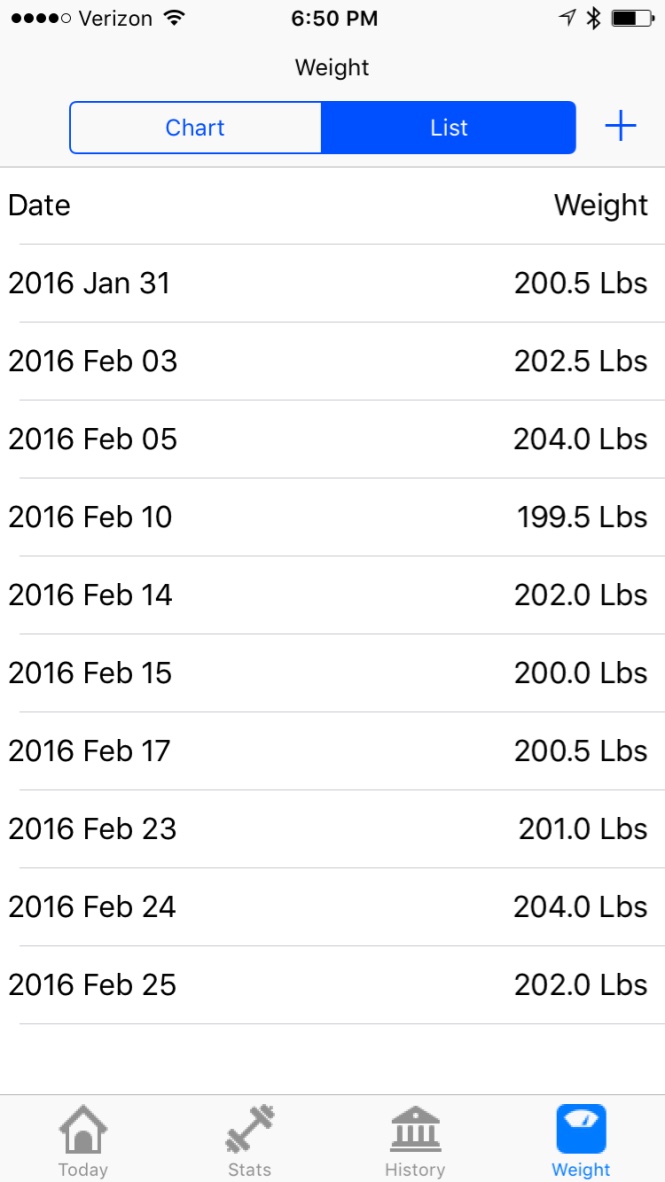 Verizon 6:50 PM
Weight
Chart List +
Date Weight
2016 Jan 31 200.5 Lbs
2016 Feb 03 202.5 Lbs
2016 Feb 05 204.0 Lbs
2016 Feb 10 199.5 Lbs
2016 Feb 14 202.0 Lbs
2016 Feb 15 200.0 Lbs
2016 Feb 17 200.5 Lbs
2016 Feb 23 201.0 Lbs
2016 Feb 24 204.0 Lbs
2016 Feb 25 202.0 Lbs
Today Stats History Weight